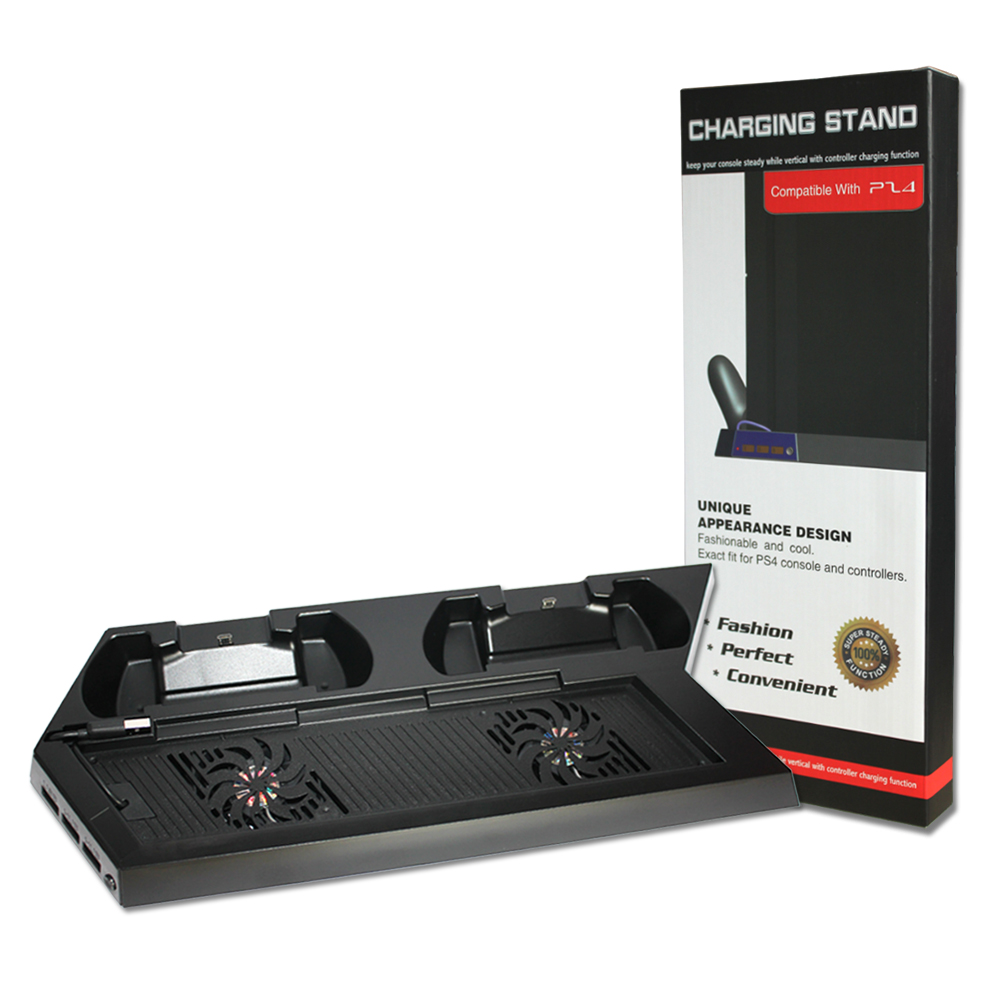 CHARGING STAND
keep your console steady while vertical with controller charging function
Compatible With PS4
UNIQUE
APPEARANCE DESIGN
Fashionable and cool.
Exact fit for PS4 console and controllers.
* Fashion
* Perfect
* Convenient
SUPER STEADY
100%
FUNCTION
vertical with controller charging function